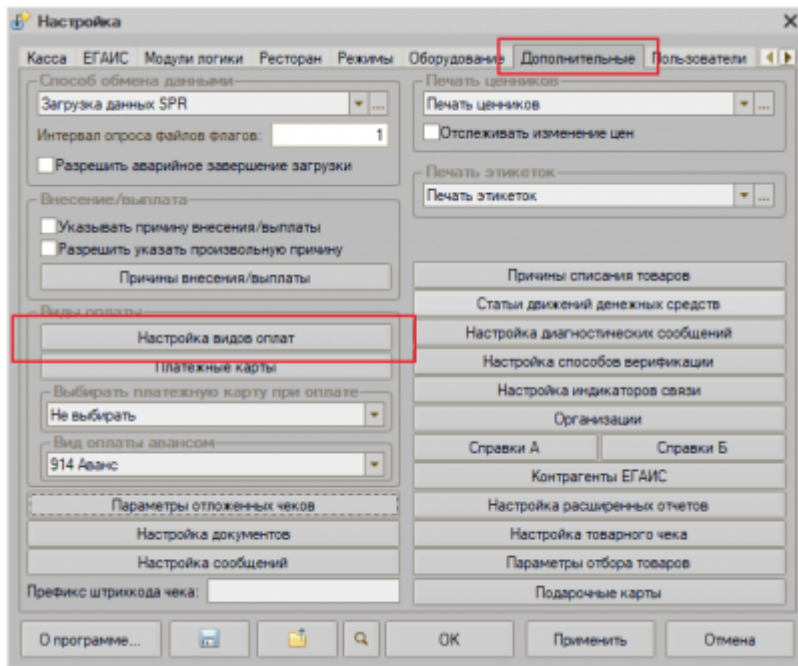 Настройка
Касса ЕГАИС Модули логики Ресторан Режимы Оборудование Дополнительные Пользователи
Способ обмена данными
Загрузка данных SPR
Интервал опроса файлов флагов: 1
Разрешить аварийное завершение загрузки
Внесение/выплата
Указывать причину внесения/выплаты
Разрешить указать произвольную причину
Причины внесения/выплаты
Виды оплаты
Настройка видов оплат
Платежные карты
Выбирать платежную карту при оплате
Не выбирать
Вид оплаты авансом
914 Аванс
Параметры отложенных чеков
Настройка документов
Настройка сообщений
Префикс штрихкода чека:
Печать ценников
Печать ценников
Отслеживать изменение цен
Печать этикеток
Печать этикеток
Причины списания товаров
Статьи движений денежных средств
Настройка диагностических сообщений
Настройка способов верификации
Настройка индикаторов связи
Организации
Справки А Справки Б
Контрагенты ЕГАИС
Настройка расширенных отчетов
Настройка товарного чека
Параметры отбора товаров
Подарочные карты
О программе... ОК Применить Отмена